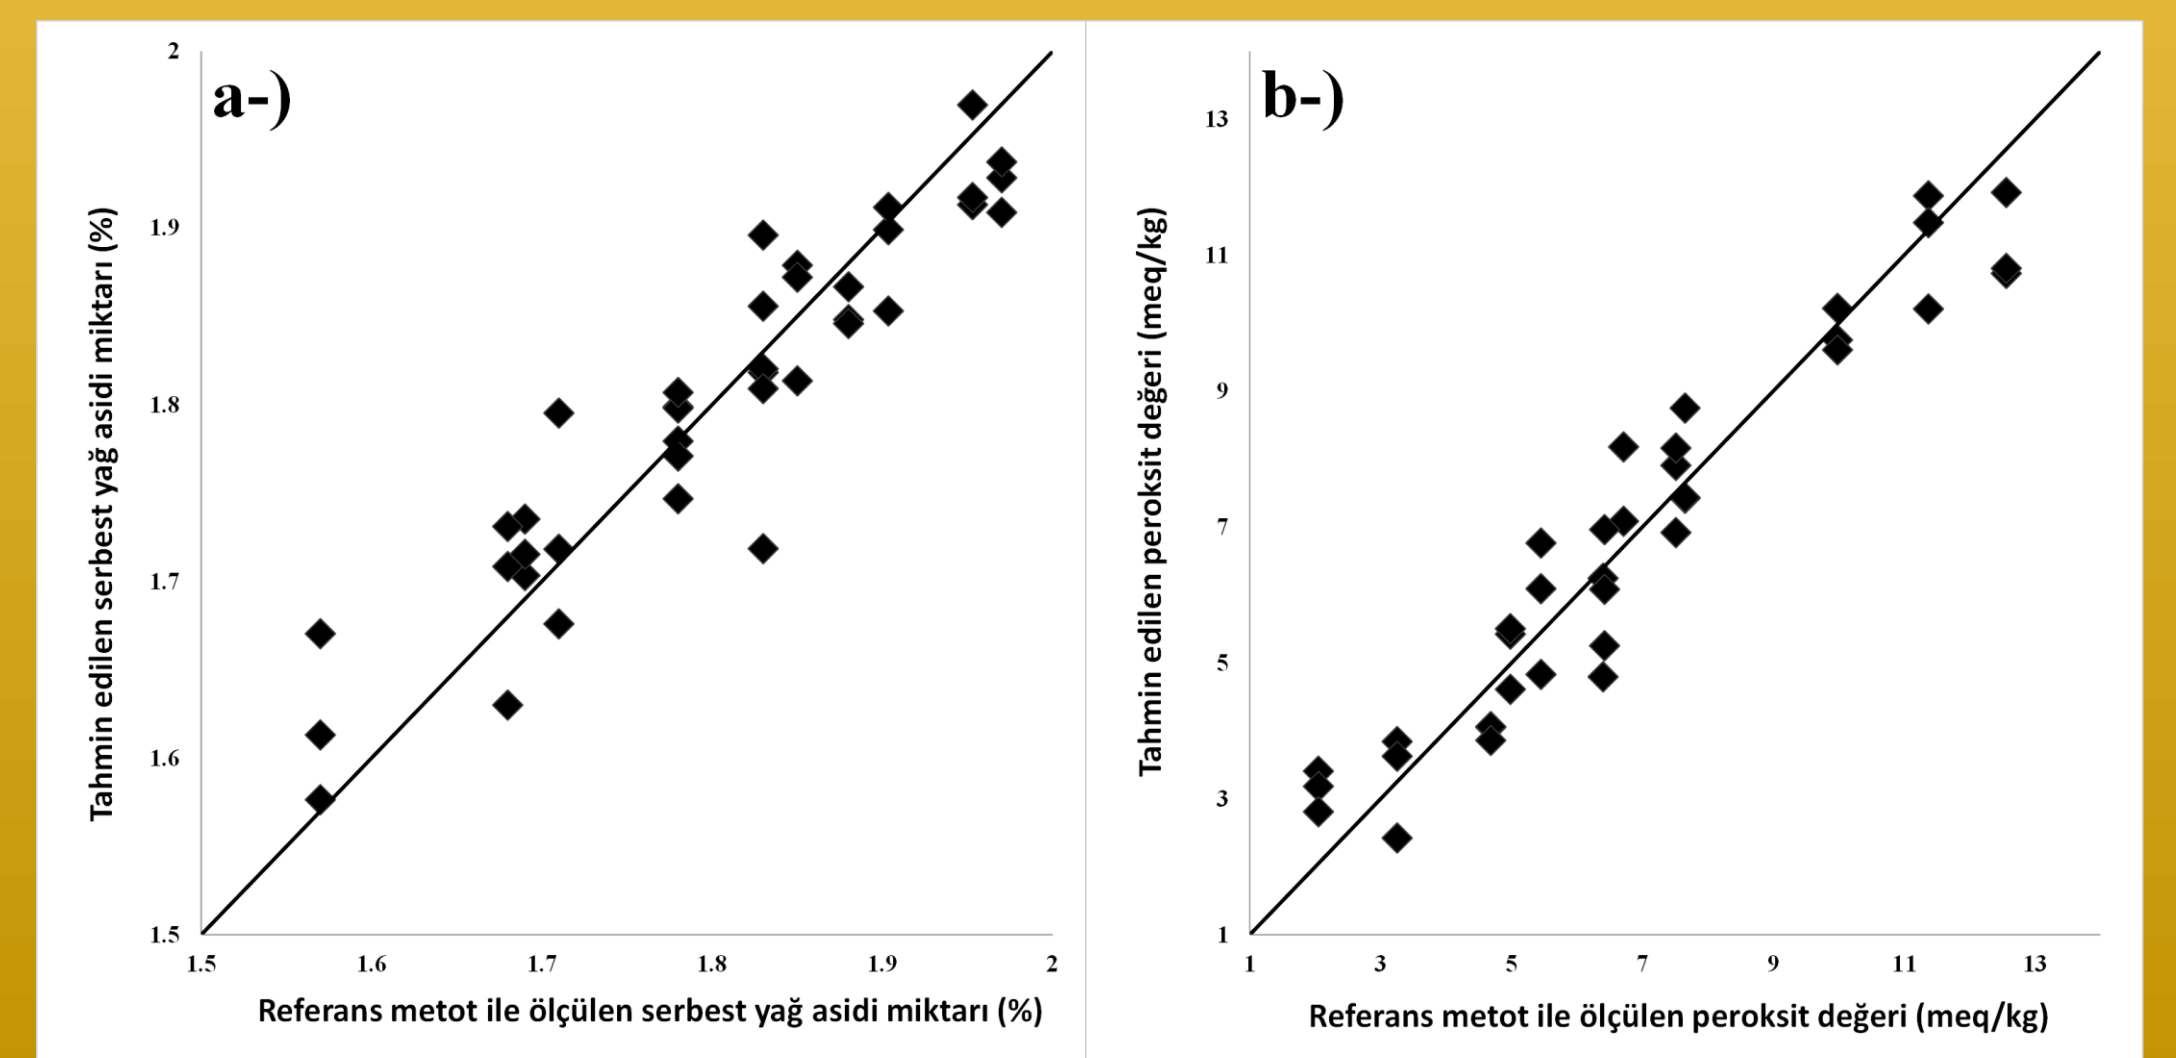 a-)
2
1.9
1.8
1.7
1.6
1.5
Tahmin edilen serbest yağ asidi miktarı (%)
1.5 1.6 1.7 1.8 1.9 2
Referans metot ile ölçülen serbest yağ asidi miktarı (%)
b-)
13
11
9
7
5
3
1
Tahmin edilen peroksit değeri (meq/kg)
1 3 5 7 9 11 13
Referans metot ile ölçülen peroksit değeri (meq/kg)